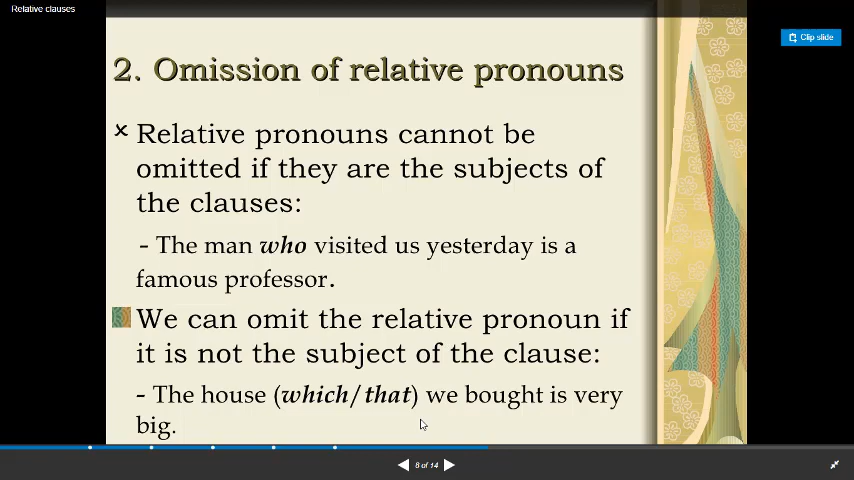 Relative clauses
Clip slide
2. Omission of relative pronouns
Relative pronouns cannot be
omitted if they are the subjects of
the clauses:
- The man who visited us yesterday is a
famous professor.
We can omit the relative pronoun if
it is not the subject of the clause:
- The house (which/that) we bought is very
big.
8 of 14